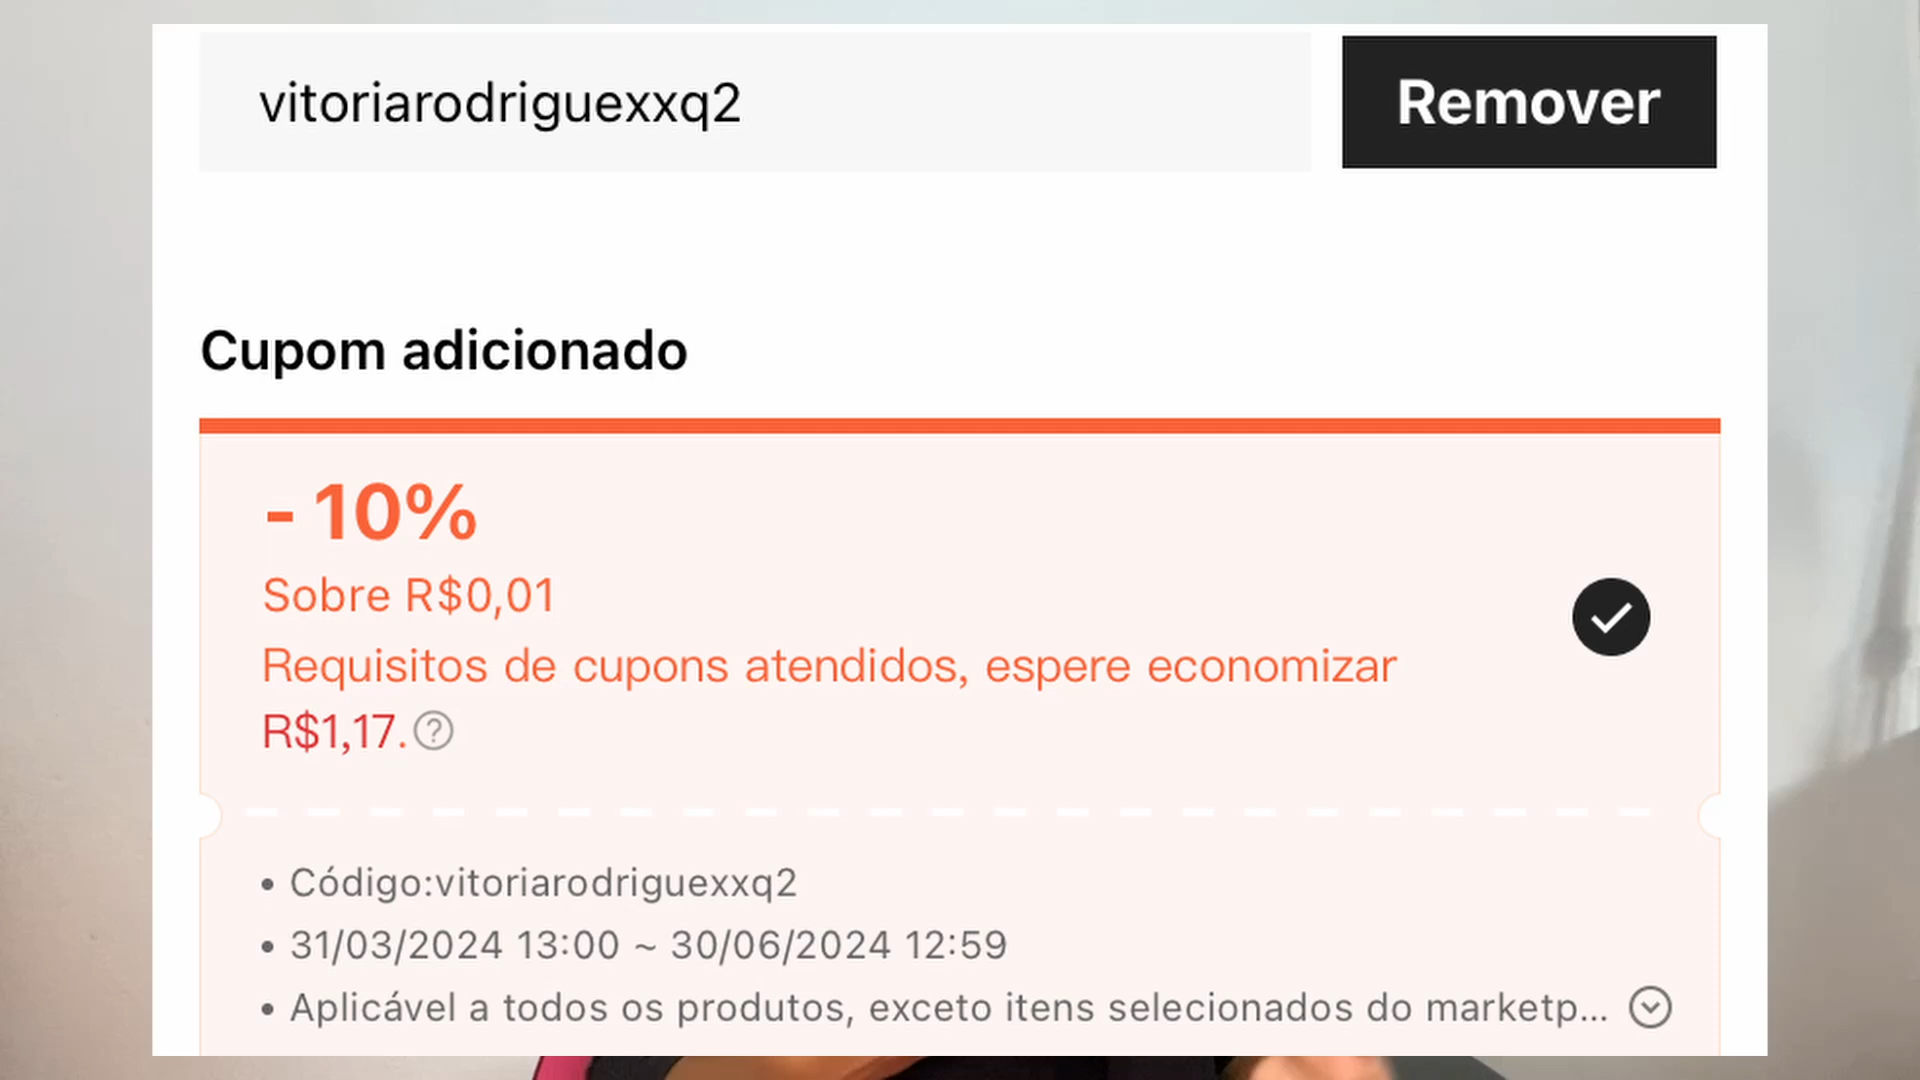 vitoriarodriguexxq2
Remover
Cupom adicionado
- 10%
Sobre R$0,01
Requisitos de cupons atendidos, espere economizar
R$1,17.
• Código:vitoriarodriguexxq2
• 31/03/2024 13:00 ~ 30/06/2024 12:59
• Aplicável a todos os produtos, exceto itens selecionados do marketp...